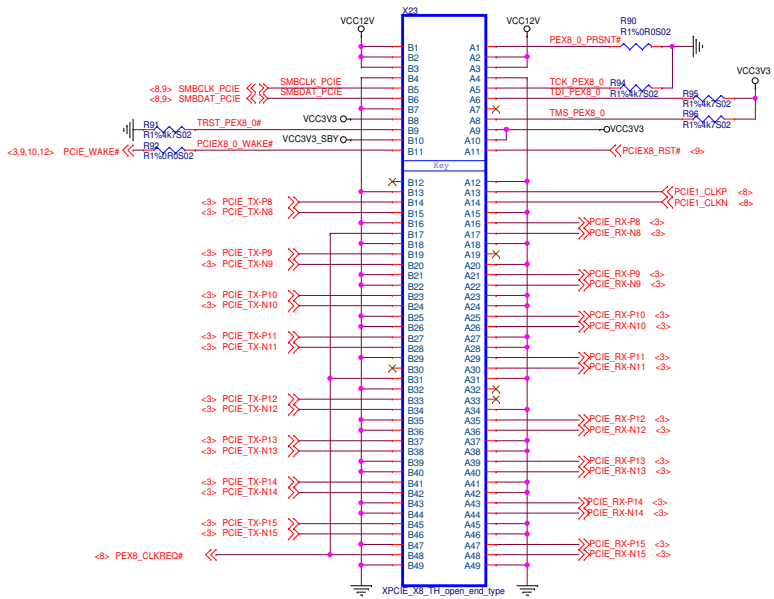 X23
VCC12V
VCC12V
R90
R1%0R0S02
B1 A1 PEX8_0_PRSNT#
B2 A2
B3 A3
VCC3V3
B4 A4
<8,9> SMBCLK_PCIE SMBCLK_PCIE B5 A5 TCK_PEX8_0 R94 R1%4k7S02
<8,9> SMBDAT_PCIE SMBDAT_PCIE B6 A6 TDI_PEX8_0 R95 R1%4k7S02
B7 A7
VCC3V3 B8 A8 TMS_PEX8_0 R96 R1%4k7S02
R91 R1%4k7S02 TRST_PEX8_0# B9 A9 VCC3V3
VCC3V3_SBY B10 A10
<3,9,10,12> PCIE_WAKE# R92 R1%0R0S02 PCIEX8_0_WAKE# B11 A11 PCIEX8_RST# <9>
Key
B12 A12
B13 A13 PCIE1_CLKP <8>
<3> PCIE_TX-P8 B14 A14 PCIE1_CLKN <8>
<3> PCIE_TX-N8 B15 A15
B16 A16 PCIE_RX-P8 <3>
B17 A17 PCIE_RX-N8 <3>
B18 A18
<3> PCIE_TX-P9 B19 A19
<3> PCIE_TX-N9 B20 A20
B21 A21 PCIE_RX-P9 <3>
B22 A22 PCIE_RX-N9 <3>
<3> PCIE_TX-P10 B23 A23
<3> PCIE_TX-N10 B24 A24
B25 A25 PCIE_RX-P10 <3>
B26 A26 PCIE_RX-N10 <3>
<3> PCIE_TX-P11 B27 A27
<3> PCIE_TX-N11 B28 A28
B29 A29 PCIE_RX-P11 <3>
B30 A30 PCIE_RX-N11 <3>
B31 A31
B32 A32
<3> PCIE_TX-P12 B33 A33
<3> PCIE_TX-N12 B34 A34
B35 A35 PCIE_RX-P12 <3>
B36 A36 PCIE_RX-N12 <3>
<3> PCIE_TX-P13 B37 A37
<3> PCIE_TX-N13 B38 A38
B39 A39 PCIE_RX-P13 <3>
B40 A40 PCIE_RX-N13 <3>
<3> PCIE_TX-P14 B41 A41
<3> PCIE_TX-N14 B42 A42
B43 A43 PCIE_RX-P14 <3>
B44 A44 PCIE_RX-N14 <3>
<3> PCIE_TX-P15 B45 A45
<3> PCIE_TX-N15 B46 A46
B47 A47 PCIE_RX-P15 <3>
<8> PEX8_CLKREQ# B48 A48 PCIE_RX-N15 <3>
B49 A49
XPCIE_X8_TH_open_end_type